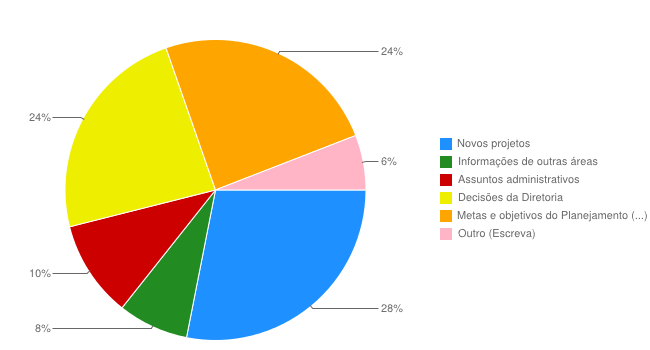 24%
24%
6%
10%
8%
28%
Novos projetos
Informações de outras áreas
Assuntos administrativos
Decisões da Diretoria
Metas e objetivos do Planejamento (...)
Outro (Escreva)